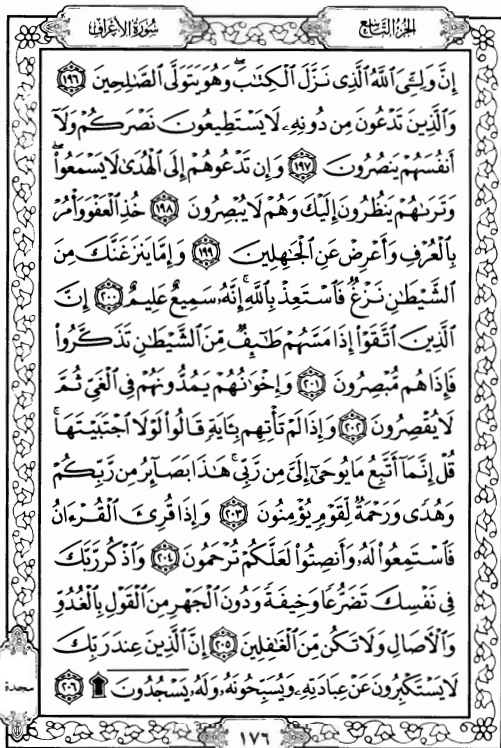 الجزء التاسع
سورة الأعراف
إِنَّ وَلِـِّۧيَ ٱللَّهُ ٱلَّذِى نَزَّلَ ٱلْكِتَٰبَ ۖ وَهُوَ يَتَوَلَّى ٱلصَّٰلِحِينَ ١٩٦
وَٱلَّذِينَ تَدْعُونَ مِن دُونِهِۦ لَا يَسْتَطِيعُونَ نَصْرَكُمْ وَلَآ
أَنفُسَهُمْ يَنصُرُونَ ١٩٧ وَإِن تَدْعُوهُمْ إِلَى ٱلْهُدَىٰ لَا يَسْمَعُوا۟ ۖ
وَتَرَىٰهُمْ يَنظُرُونَ إِلَيْكَ وَهُمْ لَا يُبْصِرُونَ ١٩٨ خُذِ ٱلْعَفْوَ وَأْمُرْ
بِٱلْعُرْفِ وَأَعْرِضْ عَنِ ٱلْجَٰهِلِينَ ١٩٩ وَإِمَّا يَنزَغَنَّكَ مِنَ
ٱلشَّيْطَٰنِ نَزْغٌ فَٱسْتَعِذْ بِٱللَّهِ ۚ إِنَّهُۥ سَمِيعٌ عَلِيمٌ ٢٠٠ إِنَّ
ٱلَّذِينَ ٱتَّقَوْا۟ إِذَا مَسَّهُمْ طَٰٓئِفٌ مِّنَ ٱلشَّيْطَٰنِ تَذَكَّرُوا۟
فَإِذَا هُم مُّبْصِرُونَ ٢٠١ وَإِخْوَٰنُهُمْ يَمُدُّونَهُمْ فِى ٱلْغَىِّ ثُمَّ
لَا يُقْصِرُونَ ٢٠٢ وَإِذَا لَمْ تَأْتِهِم بِـَٔايَةٍ قَالُوا۟ لَوْلَا ٱجْتَبَيْتَهَا ۚ
قُلْ إِنَّمَآ أَتَّبِعُ مَا يُوحَىٰٓ إِلَىَّ مِن رَّبِّى ۚ هَٰذَا بَصَآئِرُ مِن رَّبِّكُمْ
وَهُدًى وَرَحْمَةٌ لِّقَوْمٍ يُؤْمِنُونَ ٢٠٣ وَإِذَا قُرِئَ ٱلْقُرْءَانُ
فَٱسْتَمِعُوا۟ لَهُۥ وَأَنصِتُوا۟ لَعَلَّكُمْ تُرْحَمُونَ ٢٠٤ وَٱذْكُر رَّبَّكَ
فِى نَفْسِكَ تَضَرُّعًا وَخِيفَةً وَدُونَ ٱلْجَهْرِ مِنَ ٱلْقَوْلِ بِٱلْغُدُوِّ
وَٱلْءَاصَالِ وَلَا تَكُن مِّنَ ٱلْغَٰفِلِينَ ٢٠٥ إِنَّ ٱلَّذِينَ عِندَ رَبِّكَ
لَا يَسْتَكْبِرُونَ عَنْ عِبَادَتِهِۦ وَيُسَبِّحُونَهُۥ وَلَهُۥ يَسْجُدُونَ ۩ ٢٠٦
سجدة
١٧٦